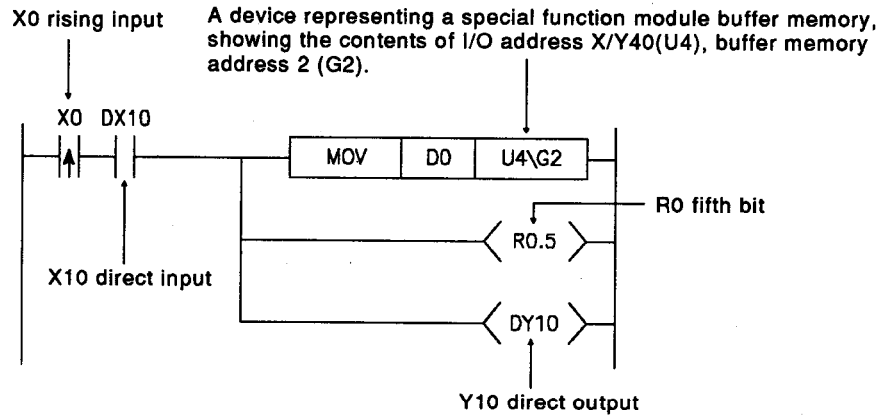 X0 rising input
A device representing a special function module buffer memory,
showing the contents of I/O address X/Y40(U4), buffer memory
address 2 (G2).
X0 DX10
MOV D0 U4\G2
R0 fifth bit
R0.5
X10 direct input
DY10
Y10 direct output